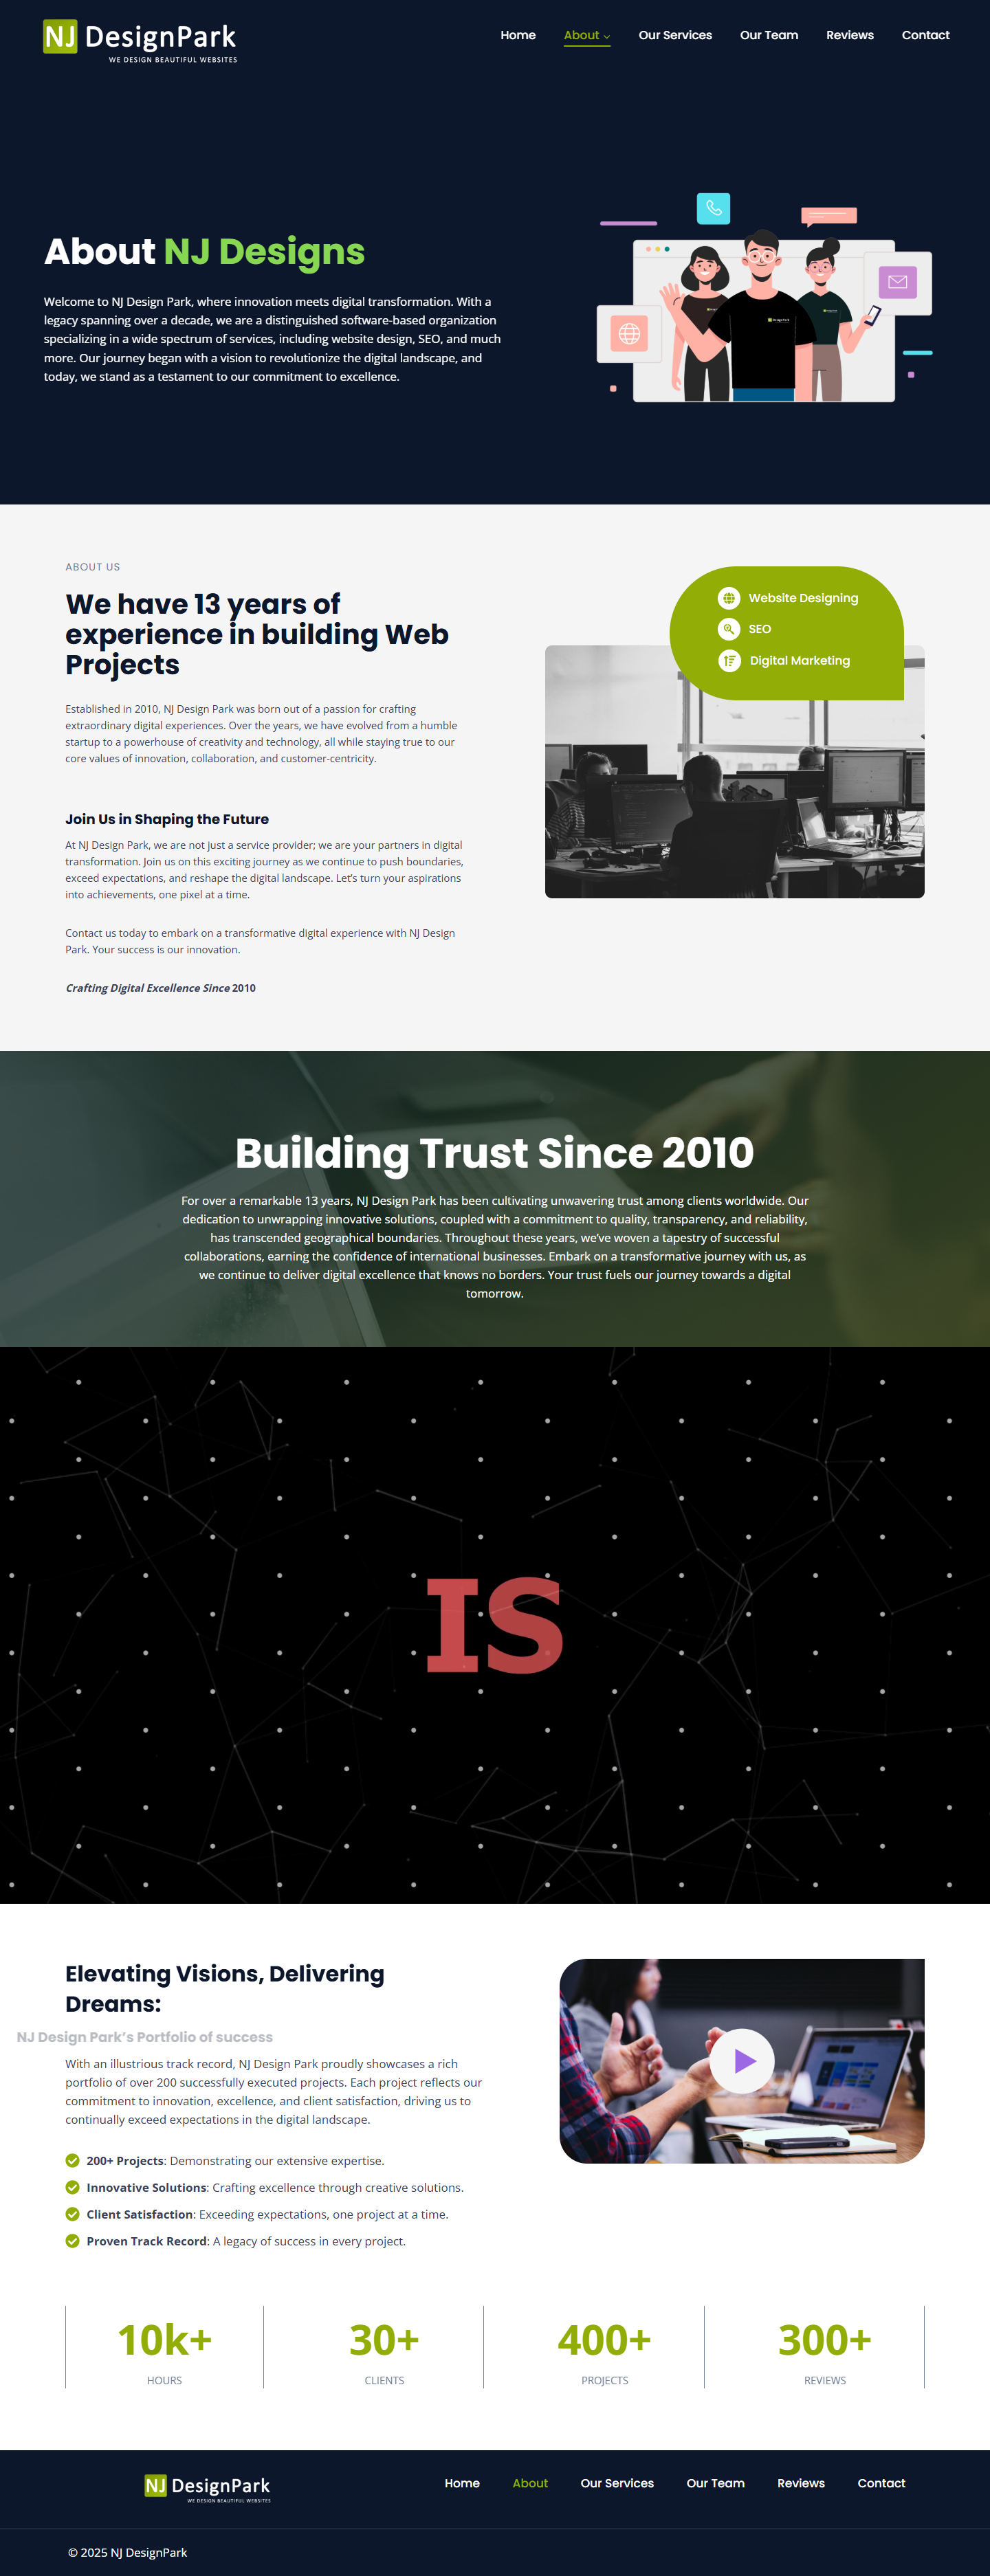 NJ DesignPark
WE DESIGN BEAUTIFUL WEBSITES
Home About Our Services Our Team Reviews Contact
About NJ Designs
Welcome to NJ Design Park, where innovation meets digital transformation. With a
legacy spanning over a decade, we are a distinguished software-based organization
specializing in a wide spectrum of services, including website design, SEO, and much
more. Our journey began with a vision to revolutionize the digital landscape, and
today, we stand as a testament to our commitment to excellence.
ABOUT US
We have 13 years of
experience in building Web
Projects
Established in 2010, NJ Design Park was born out of a passion for crafting
extraordinary digital experiences. Over the years, we have evolved from a humble
startup to a powerhouse of creativity and technology, all while staying true to our
core values of innovation, collaboration, and customer-centricity.
Join Us in Shaping the Future
At NJ Design Park, we are not just a service provider; we are your partners in digital
transformation. Join us on this exciting journey as we continue to push boundaries,
exceed expectations, and reshape the digital landscape. Let’s turn your aspirations
into achievements, one pixel at a time.
Contact us today to embark on a transformative digital experience with NJ Design
Park. Your success is our innovation.
Crafting Digital Excellence Since 2010
Website Designing
SEO
Digital Marketing
Building Trust Since 2010
For over a remarkable 13 years, NJ Design Park has been cultivating unwavering trust among clients worldwide. Our
dedication to unwrapping innovative solutions, coupled with a commitment to quality, transparency, and reliability,
has transcended geographical boundaries. Throughout these years, we’ve woven a tapestry of successful
collaborations, earning the confidence of international businesses. Embark on a transformative journey with us, as
we continue to deliver digital excellence that knows no borders. Your trust fuels our journey towards a digital
tomorrow.
IS
Elevating Visions, Delivering
Dreams:
NJ Design Park’s Portfolio of success
With an illustrious track record, NJ Design Park proudly showcases a rich
portfolio of over 200 successfully executed projects. Each project reflects our
commitment to innovation, excellence, and client satisfaction, driving us to
continually exceed expectations in the digital landscape.
200+ Projects: Demonstrating our extensive expertise.
Innovative Solutions: Crafting excellence through creative solutions.
Client Satisfaction: Exceeding expectations, one project at a time.
Proven Track Record: A legacy of success in every project.
10k+
HOURS
30+
CLIENTS
400+
PROJECTS
300+
REVIEWS
NJ DesignPark
WE DESIGN BEAUTIFUL WEBSITES
Home About Our Services Our Team Reviews Contact
© 2025 NJ DesignPark